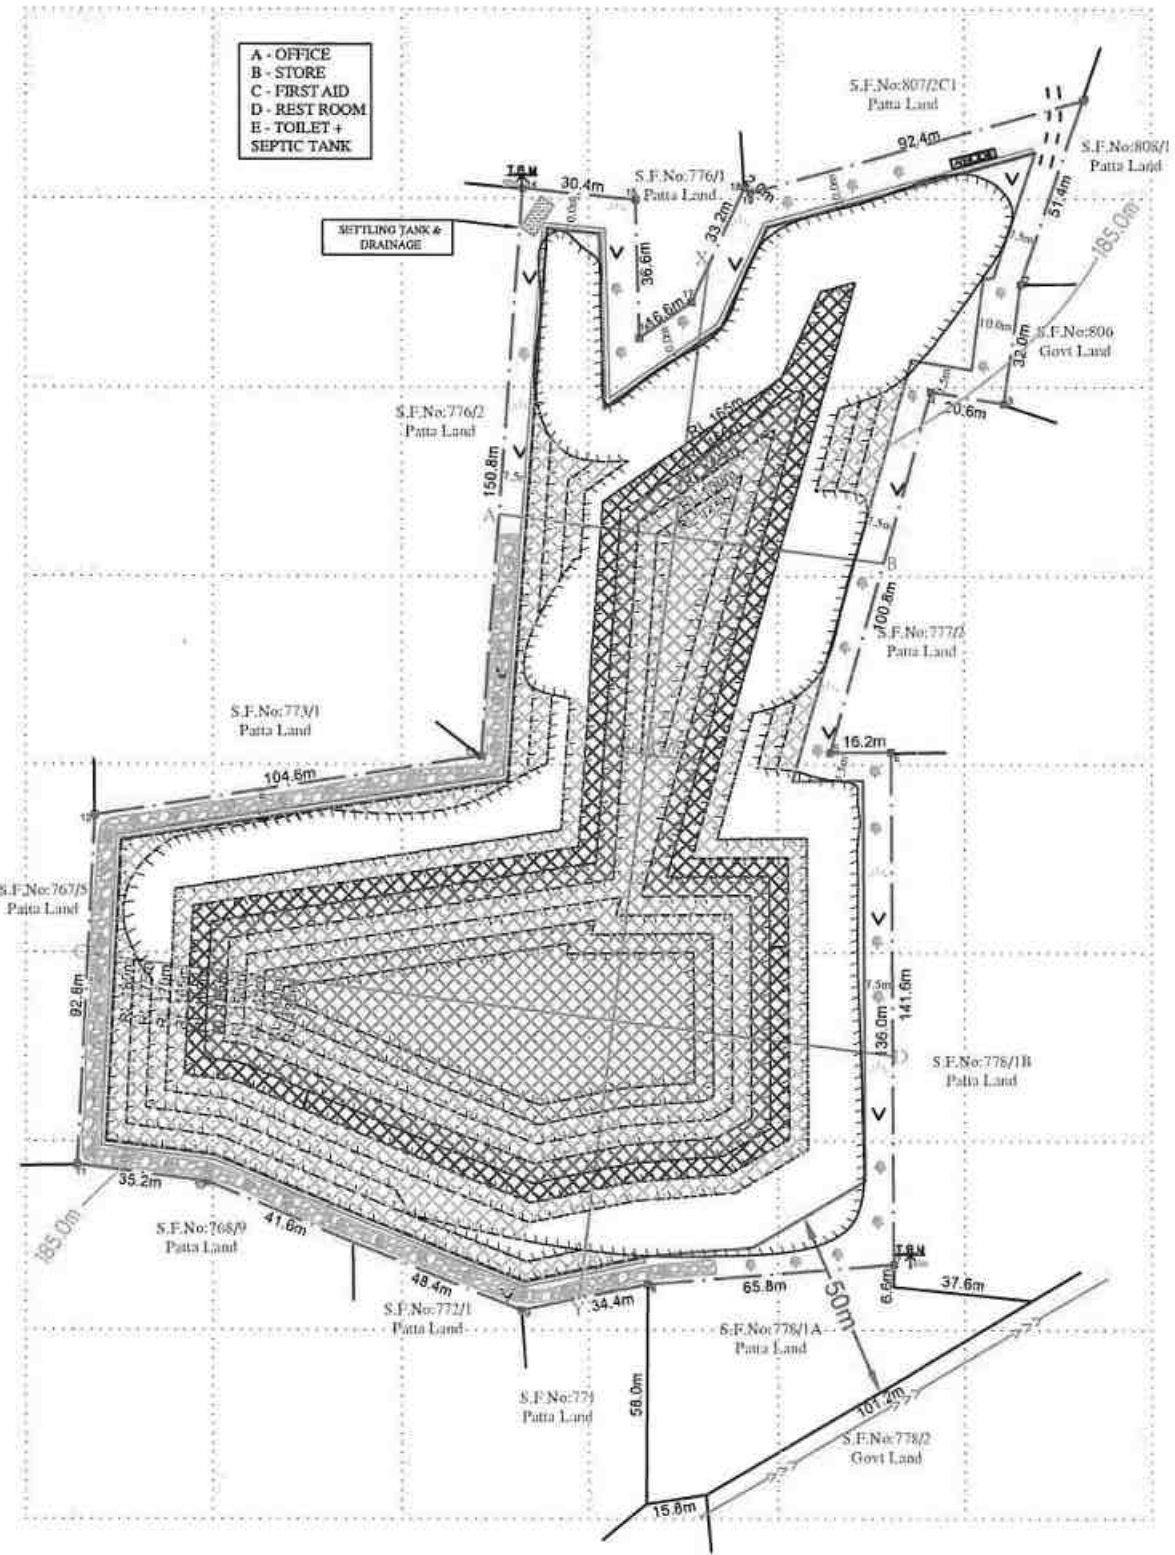 A - OFFICE
B - STORE
C - FIRST AID
D - REST ROOM
E - TOILET +
SEPTIC TANK
S.F.No:807/2C1
Patta Land
92.4m
S.F.No:808/1
Patta Land
51.4m
185.0m
T.B.M
30.4m
S.F.No:776/1
Patta Land
33.2m
36.6m
SETTLING TANK &
DRAINAGE
X
16.6m
10.0m
S.F.No:806
Govt Land
32.0m
20.6m
S.F.No:776/2
Patta Land
150.8m
RL 165m
A
B
7.5m
100.8m
S.F.No:777/2
Patta Land
S.F.No:773/1
Patta Land
104.6m
16.2m
S.F.No:767/5
Patta Land
92.8m
7.5m
136.0m
141.6m
D
S.F.No:778/1B
Patta Land
35.2m
185.0m
S.F.No:768/9
Patta Land
41.6m
48.4m
S.F.No:772/1
Patta Land
Y
34.4m
65.8m
T.B.M
6.6m
37.6m
50m
S.F.No:778/1A
Patta Land
S.F.No:771
Patta Land
58.0m
101.2m
S.F.No:778/2
Govt Land
15.8m